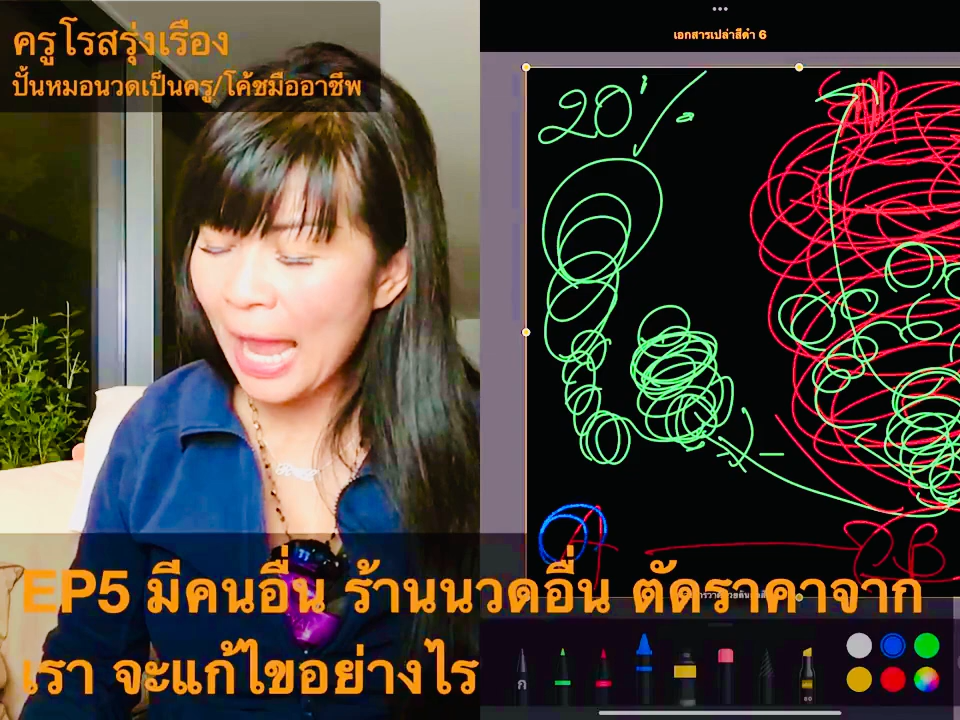 ครูโรสรุ่งเรือง
ปั้นหมอนวดเป็นครู/โค้ชมืออาชีพ
เอกสารเปล่าสีดำ 6
20'
A
B
EP5 มีคนอื่น ร้านนวดอื่น ตัดราคาจาก
เรา จะแก้ไขอย่างไร
ก
80